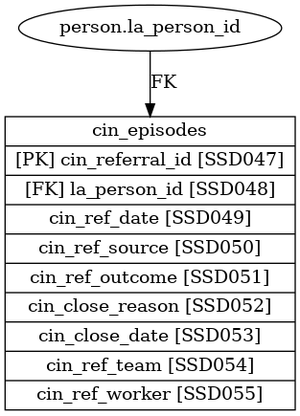 person.la_person_id
FK
cin_episodes
[PK] cin_referral_id [SSD047]
[FK] la_person_id [SSD048]
cin_ref_date [SSD049]
cin_ref_source [SSD050]
cin_ref_outcome [SSD051]
cin_close_reason [SSD052]
cin_close_date [SSD053]
cin_ref_team [SSD054]
cin_ref_worker [SSD055]